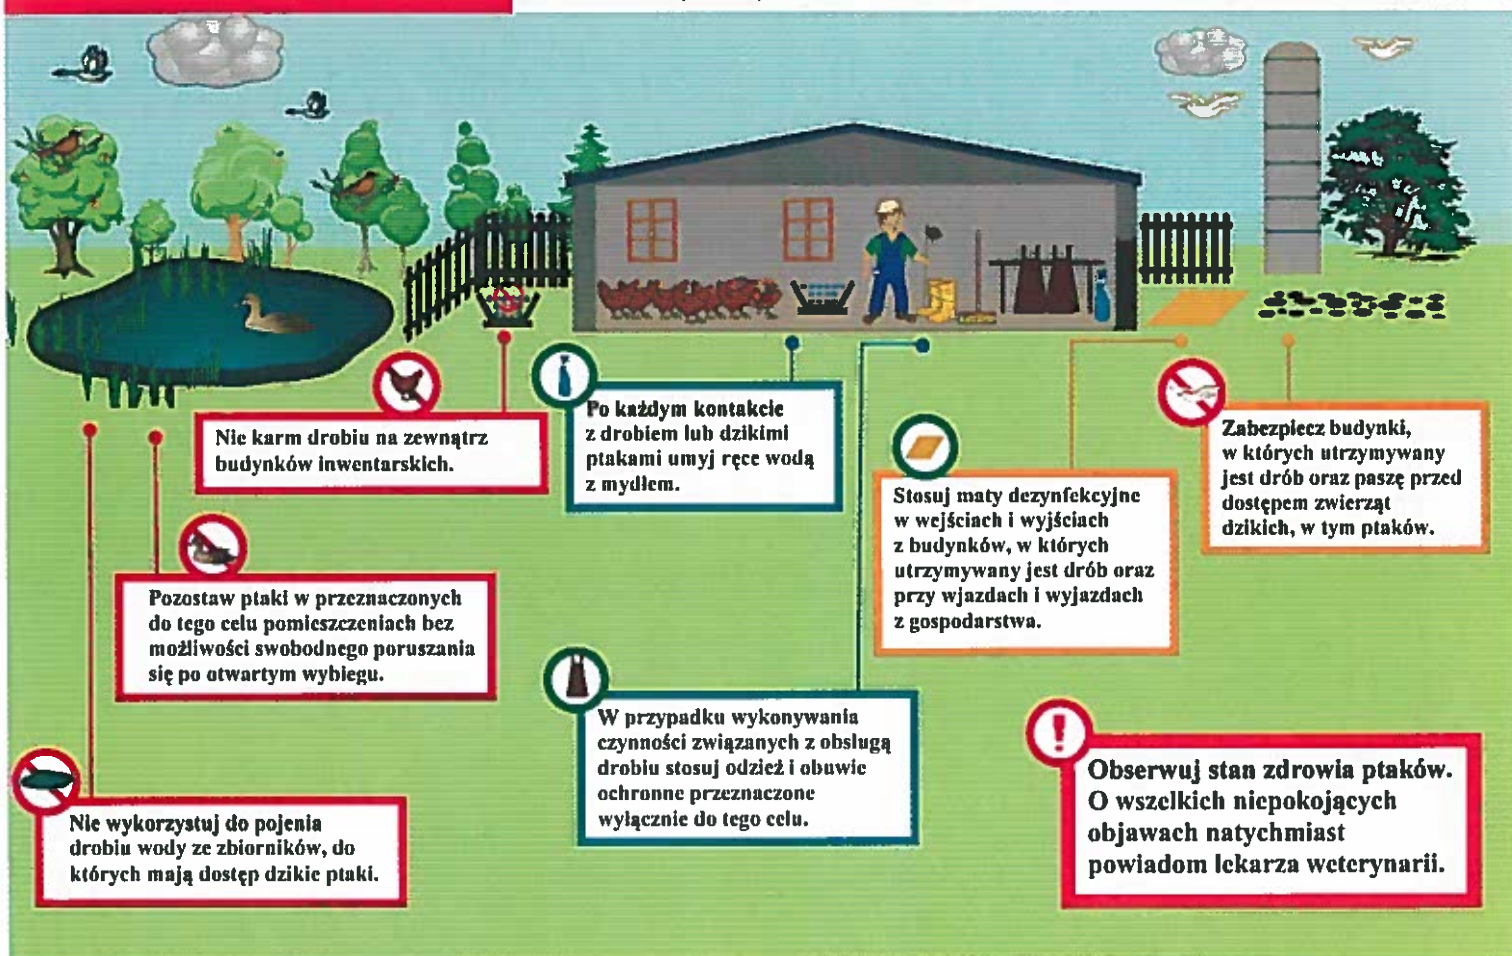 Nie karm drobiu na zewnątrz
budynków inwentarskich.
Po każdym kontakcie
z drobiem lub dzikimi
ptakami umyj ręce wodą
z mydłem.
Zabezpiecz budynki,
w których utrzymywany
jest drób oraz paszę przed
dostępem zwierząt
dzikich, w tym ptaków.
Stosuj maty dezynfekcyjne
w wejściach i wyjściach
z budynków, w których
utrzymywany jest drób oraz
przy wjazdach i wyjazdach
z gospodarstwa.
Pozostaw ptaki w przeznaczonych
do tego celu pomieszczeniach bez
możliwości swobodnego poruszania
się po otwartym wybiegu.
W przypadku wykonywania
czynności związanych z obsługą
drobiu stosuj odzież i obuwie
ochronne przeznaczone
wyłącznie do tego celu.
Nie wykorzystuj do pojenia
drobiu wody ze zbiorników, do
których mają dostęp dzikie ptaki.
Obserwuj stan zdrowia ptaków.
O wszelkich niepokojących
objawach natychmiast
powiadom lekarza weterynarii.